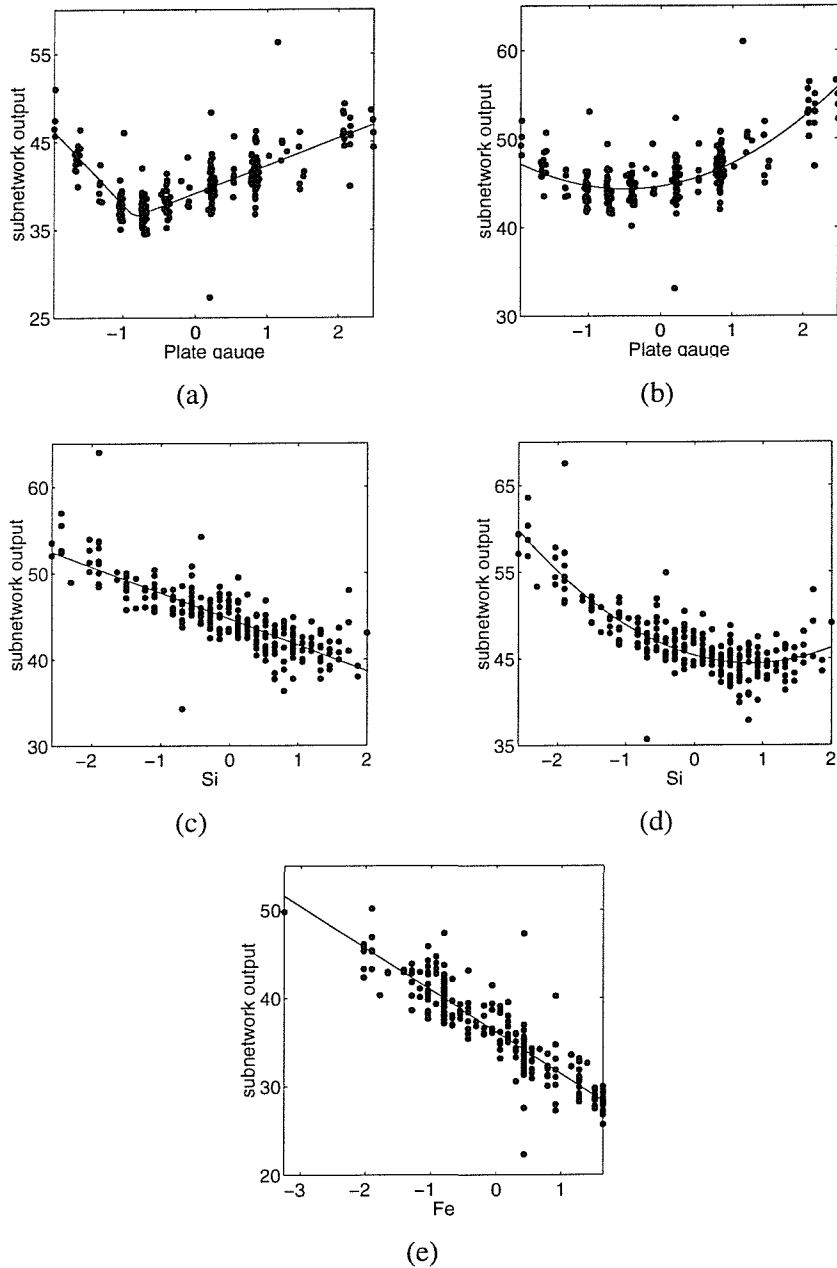 55
45
35
25
subnetwork output
−1 0 1 2
Plate gauge
(a)
60
50
40
30
subnetwork output
−1 0 1 2
Plate gauge
(b)
60
50
40
30
subnetwork output
−2 −1 0 1 2
Si
(c)
65
55
45
35
subnetwork output
−2 −1 0 1 2
Si
(d)
50
40
30
20
subnetwork output
−3 −2 −1 0 1
Fe
(e)